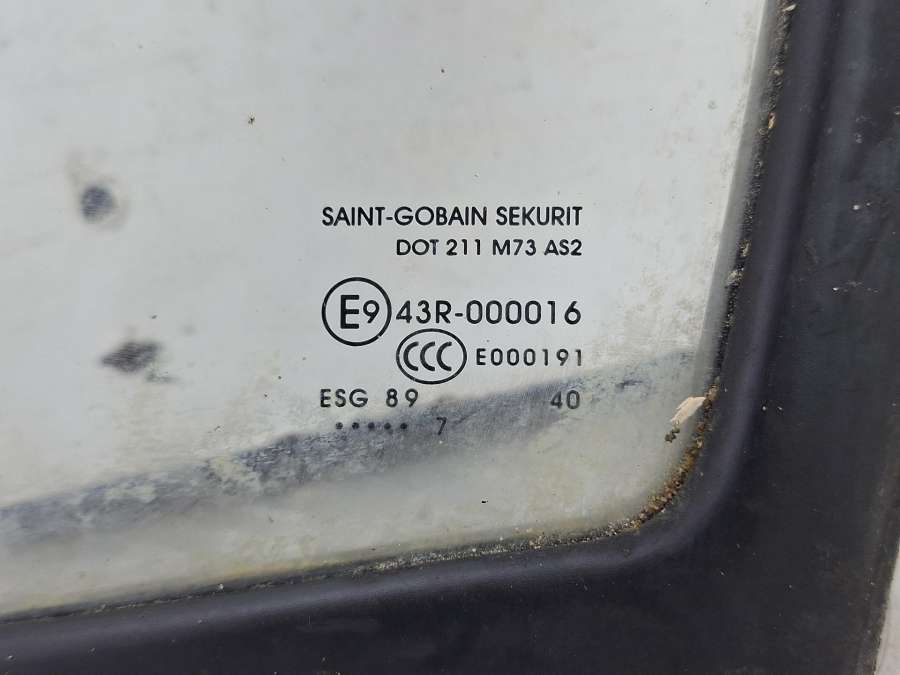 SAINT-GOBAIN SEKURIT
DOT 211 M73 AS2
E9 43R-000016
CCC E000191
ESG 89 40
••••• 7